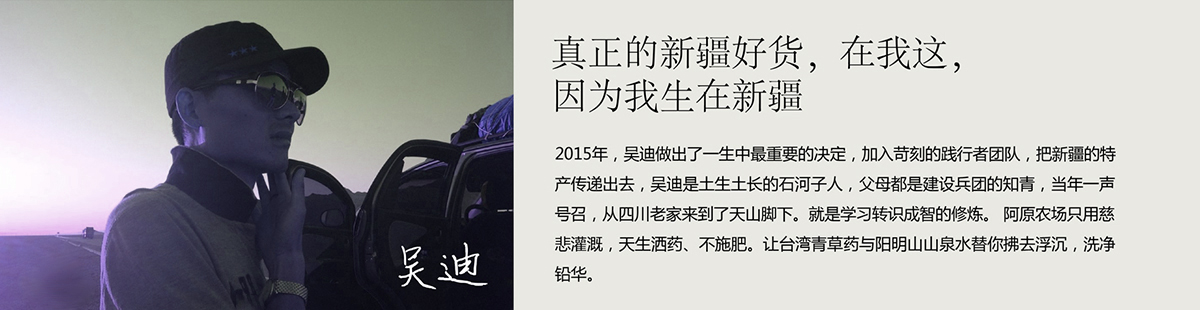 吴迪
真正的新疆好货，在我这，
因为我生在新疆
2015年，吴迪做出了一生中最重要的决定，加入苛刻的践行者团队，把新疆的特
产传递出去，吴迪是土生土长的石河子人，父母都是建设兵团的知青，当年一声
号召，从四川老家来到了天山脚下。就是学习转识成智的修炼。 阿原农场只用慈
悲灌溉，天生洒药、不施肥。让台湾青草药与阳明山山泉水替你拂去浮沉，洗净
铅华。